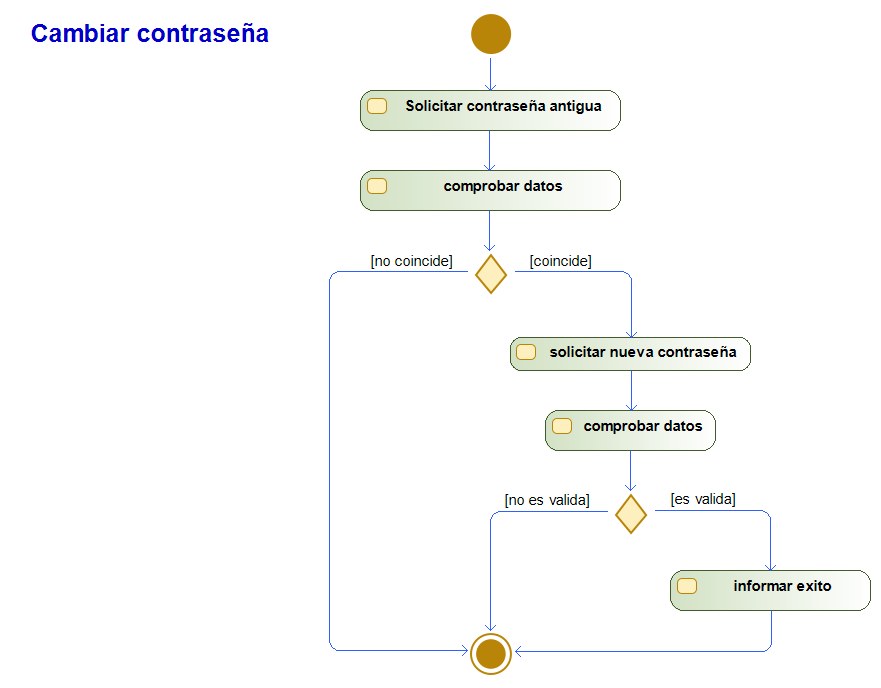 Cambiar contraseña
Solicitar contraseña antigua
comprobar datos
[no coincide]
[coincide]
solicitar nueva contraseña
comprobar datos
[no es valida]
[es valida]
informar exito